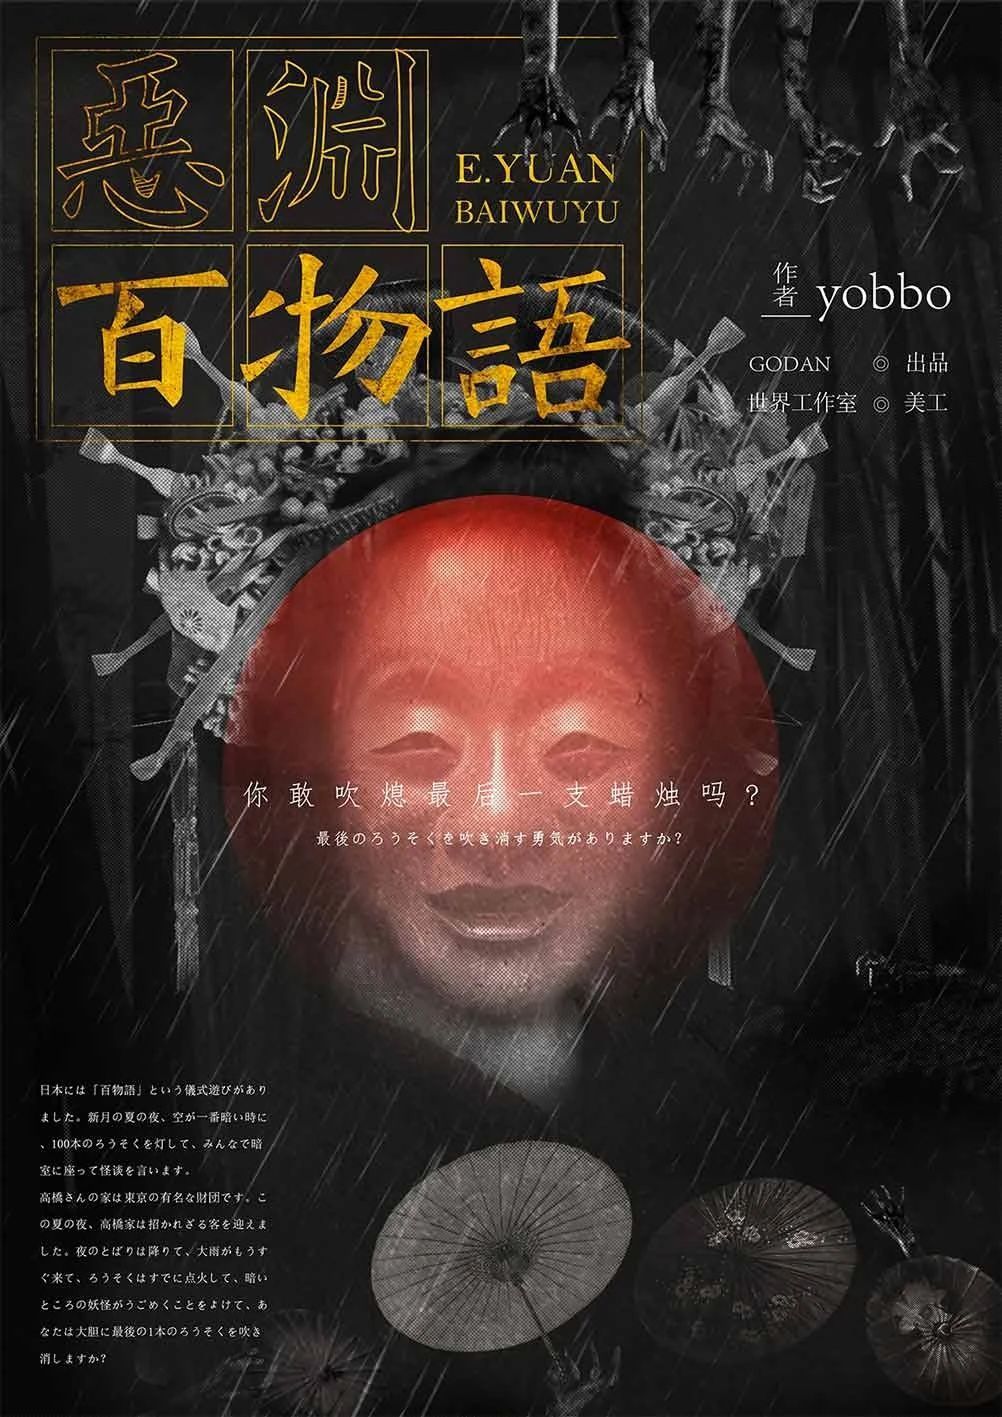 惡淵
E.YUAN
BAIWUYU
百物語
作者 yobbo
GODAN ◎ 出品
世界工作室 ◎ 美工
你敢吹熄最后一支蜡烛吗?
最後のろうそくを吹き消す勇気がありますか?
日本には「百物語」という儀式遊びがあり
ました。新月の夏の夜、空が一番暗い時に
、100本のろうそくを灯して、みんなで暗
室に座って怪談を言います。
高橋さんの家は東京の有名な財団です。こ
の夏の夜、高橋家は招かれざる客を迎えま
した。夜のとばりは降りて、大雨がもうす
ぐ来て、ろうそくはすでに点火して、暗い
ところの妖怪がうごめくことをよけて、あ
なたは大胆に最後の1本のろうそくを吹き
消しますか?